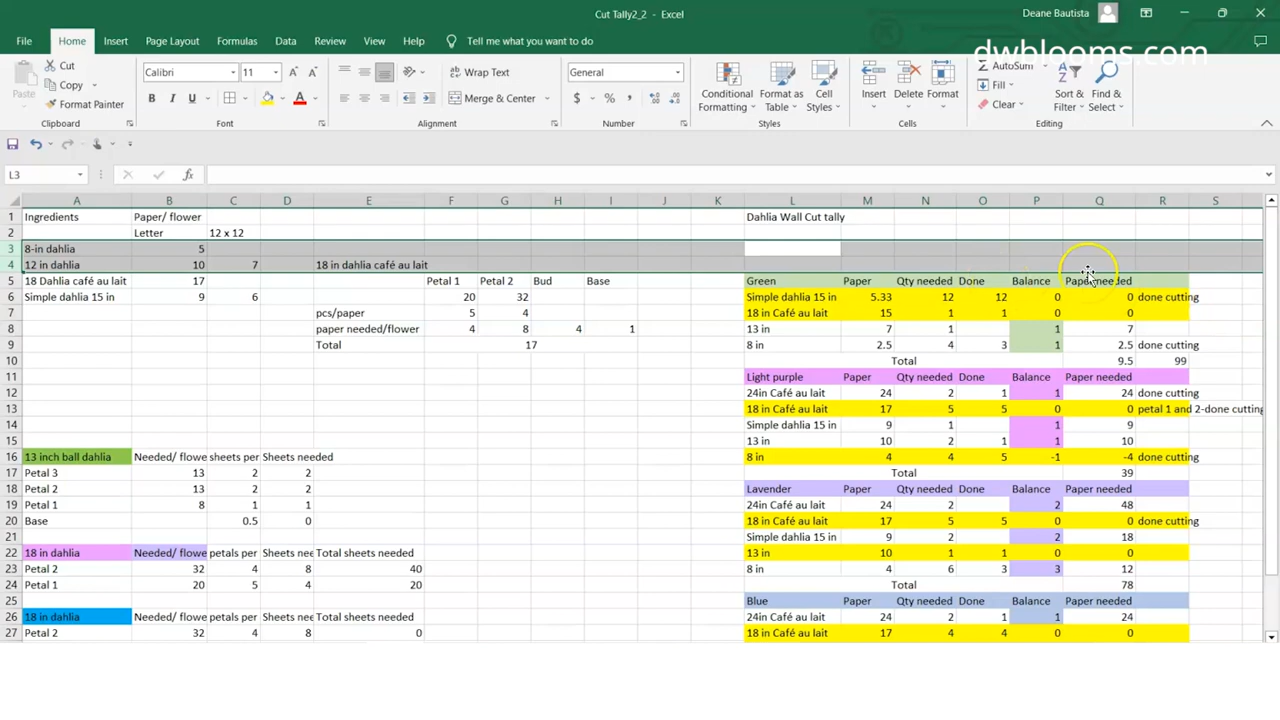 Cut Tally2_2 - Excel
Deane Bautista
File Home Insert Page Layout Formulas Data Review View Help Tell me what you want to do
dwblooms.com
Paste Cut Copy Format Painter
Calibri 11
B I U
Wrap Text
Merge & Center
General
$ % ,
Conditional Formatting Format as Table Cell Styles
Insert Delete Format
AutoSum Fill Clear
Sort & Filter Find & Select
Clipboard Font Alignment Number Styles Cells Editing
L3 fx
A B C D E F G H I J K L M N O P Q R S
1 Ingredients Paper/ flower Dahlia Wall Cut tally
2 Letter 12 x 12
3 8-in dahlia 5
4 12 in dahlia 10 7 18 in dahlia café au lait
5 18 Dahlia café au lait 17 Petal 1 Petal 2 Bud Base Green Paper Qty needed Done Balance Paper needed
6 Simple dahlia 15 in 9 6 20 32 Simple dahlia 15 in 5.33 12 12 0 0 done cutting
7 pcs/paper 5 4 18 in Café au lait 15 1 1 0 0
8 paper needed/flower 4 8 4 1 13 in 7 1 1 7
9 Total 17 8 in 2.5 4 3 1 2.5 done cutting
10 Total 9.5 99
11 Light purple Paper Qty needed Done Balance Paper needed
12 24in Café au lait 24 2 1 1 24 done cutting
13 18 in Café au lait 17 5 5 0 0 petal 1 and 2-done cutting
14 Simple dahlia 15 in 9 1 1 9
15 13 in 10 2 1 1 10
16 13 inch ball dahlia Needed/ flowe sheets per Sheets needed 8 in 4 4 5 -1 -4 done cutting
17 Petal 3 13 2 2 Total 39
18 Petal 2 13 2 2 Lavender Paper Qty needed Done Balance Paper needed
19 Petal 1 8 1 1 24in Café au lait 24 2 2 48
20 Base 0.5 0 18 in Café au lait 17 5 5 0 0 done cutting
21 Simple dahlia 15 in 9 2 2 18
22 18 in dahlia Needed/ flowe petals per Sheets nee Total sheets needed 13 in 10 1 1 0 0
23 Petal 2 32 4 8 40 8 in 4 6 3 3 12
24 Petal 1 20 5 4 20 Total 78
25 Blue Paper Qty needed Done Balance Paper needed
26 18 in dahlia Needed/ flowe petals per Sheets nee Total sheets needed 24in Café au lait 24 2 1 1 24
27 Petal 2 32 4 8 0 18 in Café au lait 17 4 4 0 0